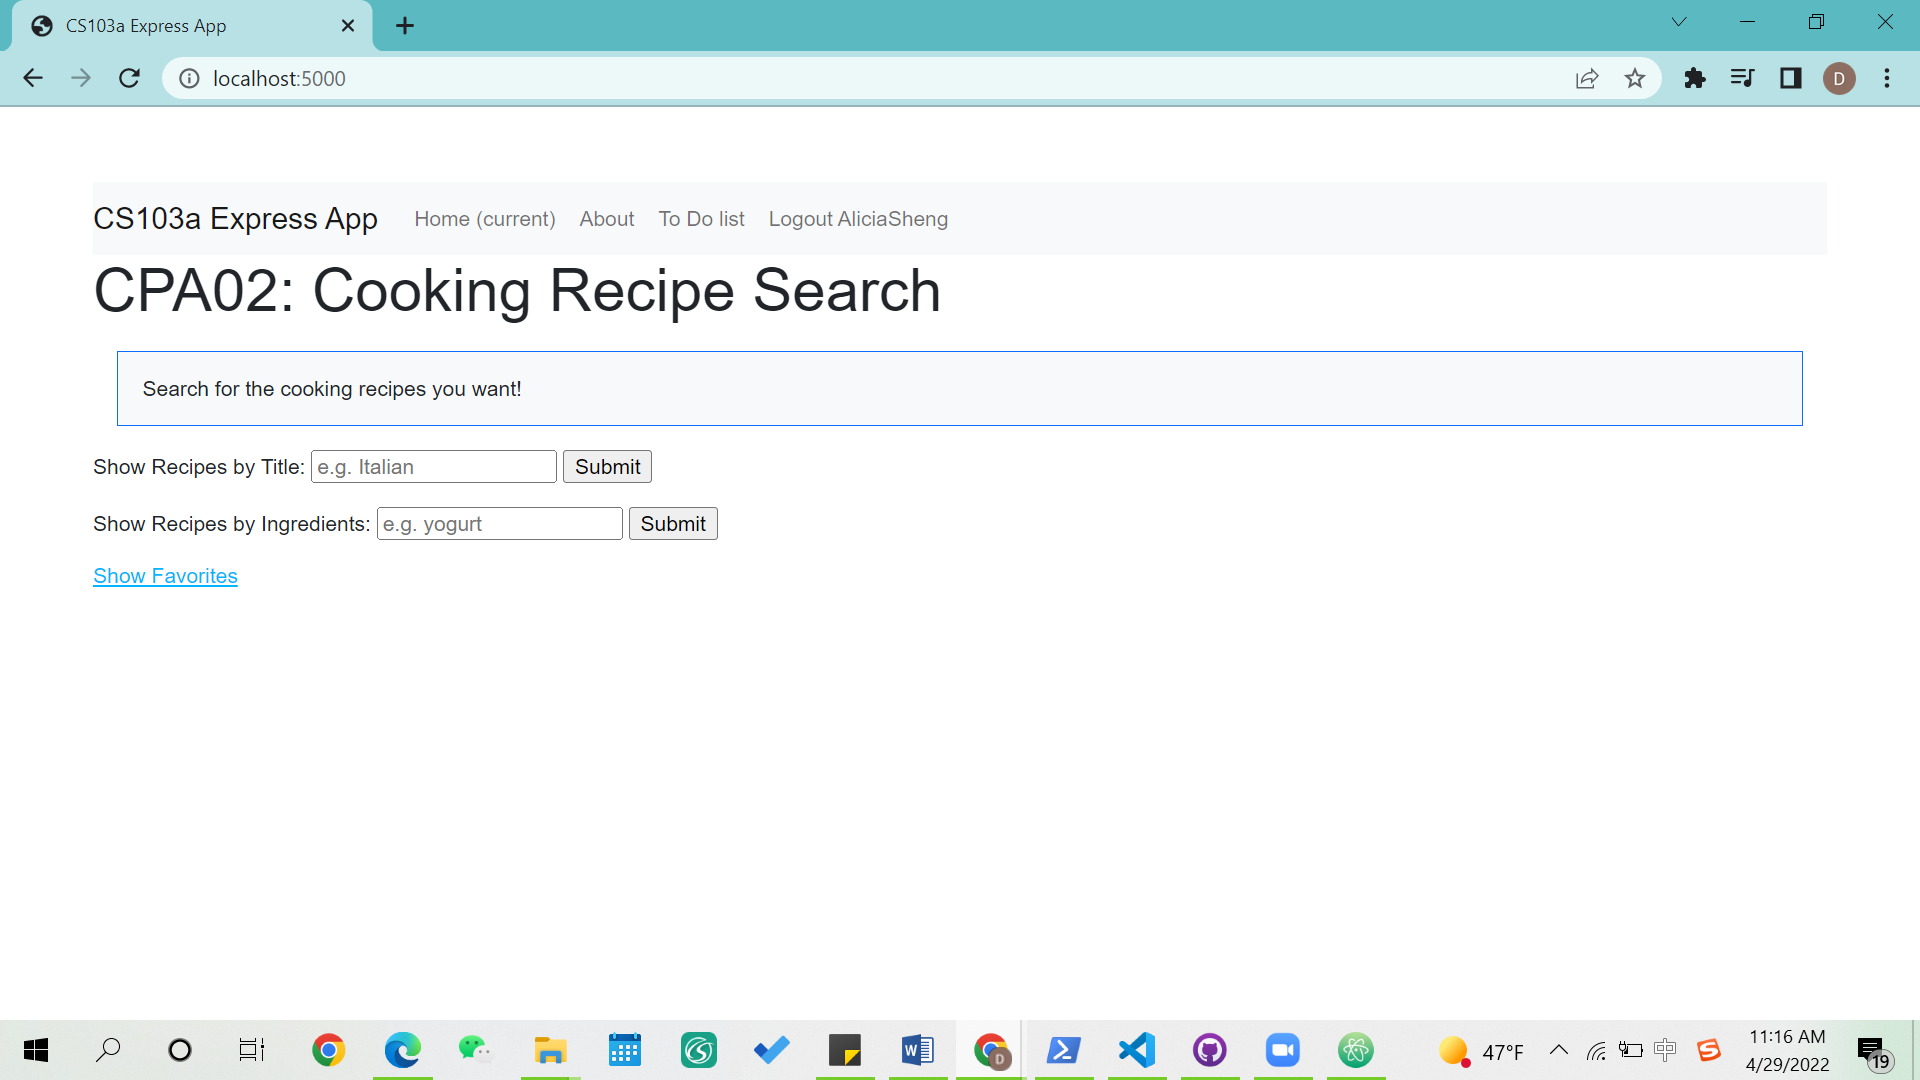 CS103a Express App
localhost:5000
D
CS103a Express App Home (current) About To Do list Logout AliciaSheng
CPA02: Cooking Recipe Search
Search for the cooking recipes you want!
Show Recipes by Title: e.g. Italian Submit
Show Recipes by Ingredients: e.g. yogurt Submit
Show Favorites
W
D
47°F
中
S
11:16 AM
4/29/2022
19